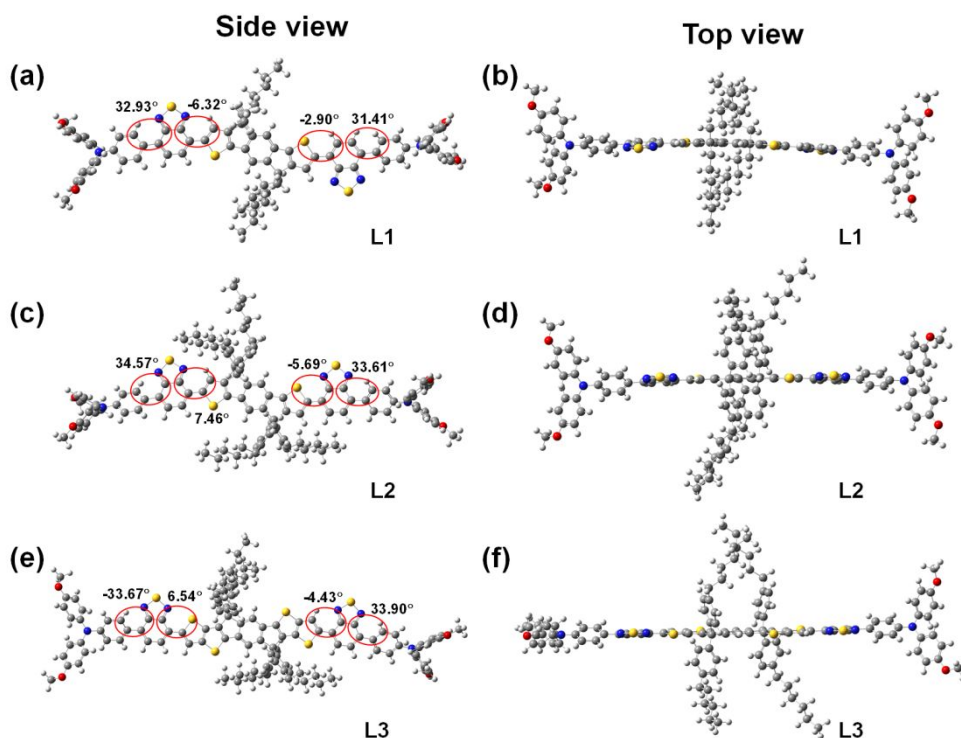 Side view
Top view
(a)
32.93°
-6.32°
-2.90°
31.41°
L1
(b)
L1
(c)
34.57°
7.46°
-5.69°
33.61°
L2
(d)
L2
(e)
-33.67°
6.54°
-4.43°
33.90°
L3
(f)
L3